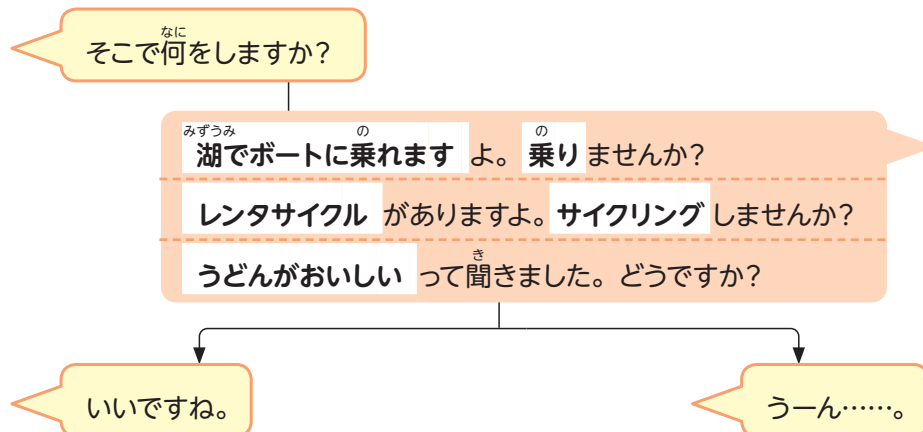 なに
そこで何をしますか?
みずうみ の の
湖でボートに乗れます よ。 乗り ませんか?
レンタサイクル がありますよ。 サイクリング しませんか?
き
うどんがおいしい って聞きました。どうですか?
いいですね。
うーん……。